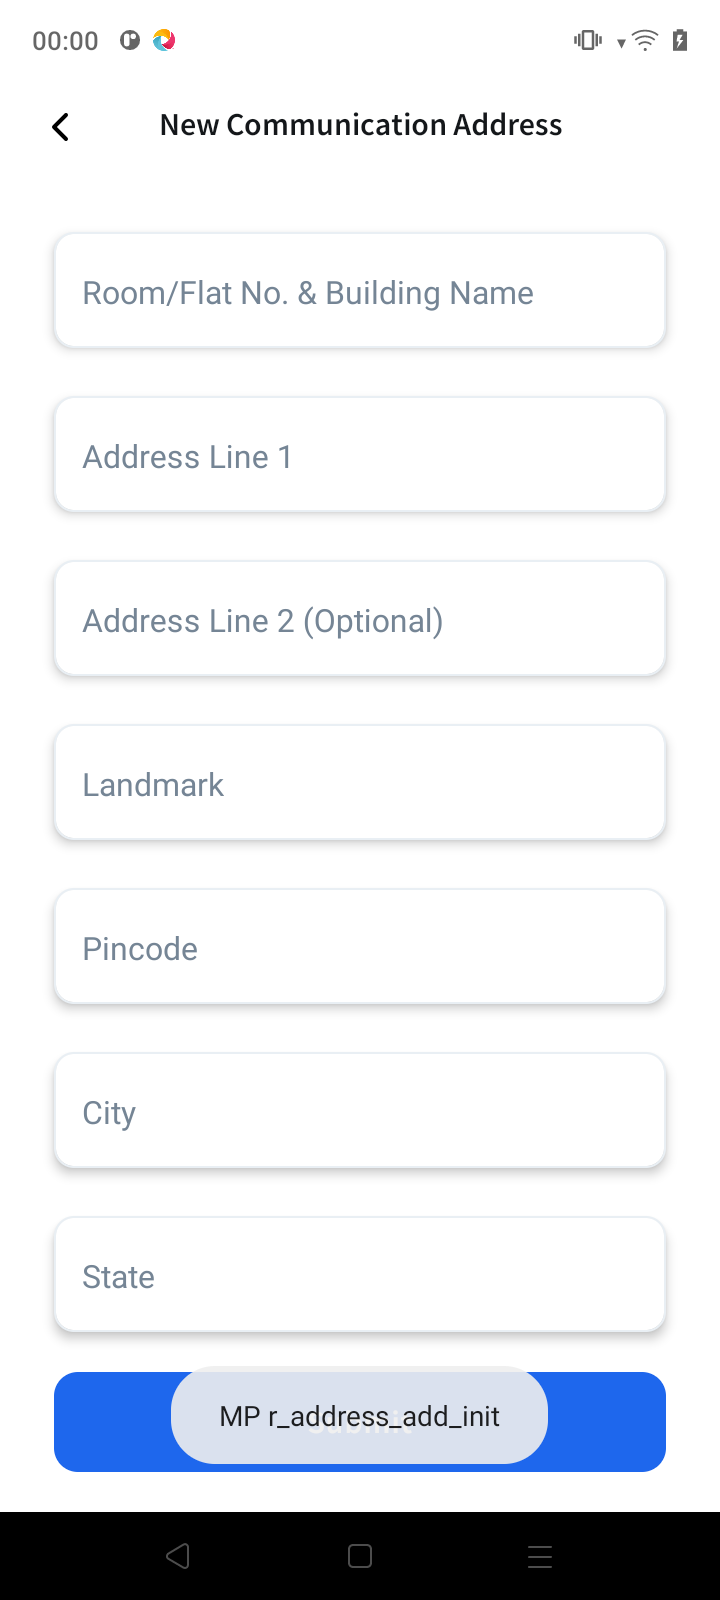 00:00
New Communication Address
Room/Flat No. & Building Name
Address Line 1
Address Line 2 (Optional)
Landmark
Pincode
City
State
MP r_address_add_init